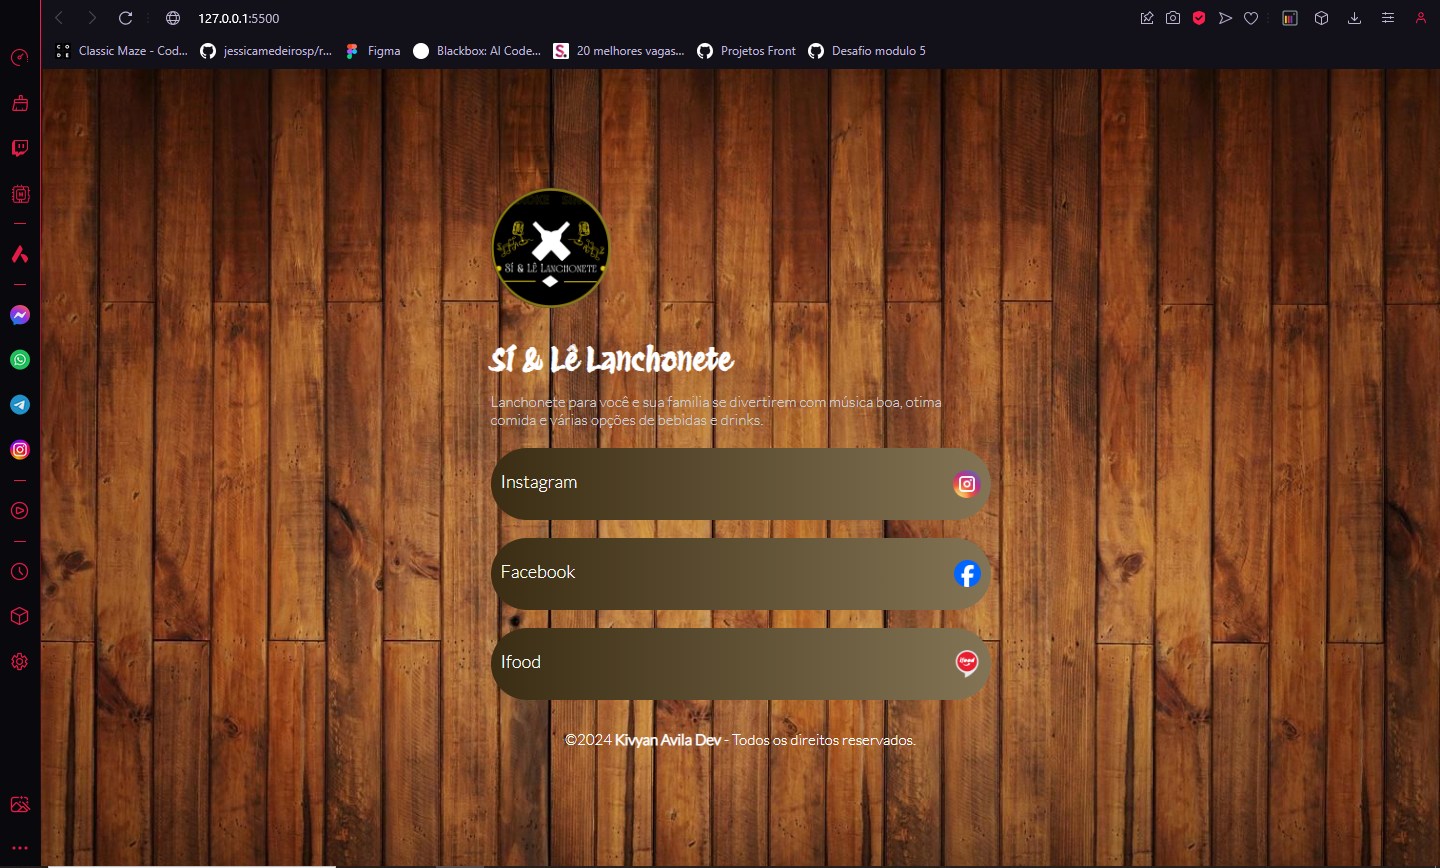 127.0.0.1:5500
Classic Maze - Cod... jessicamedeirosp/r... Figma Blackbox: AI Code... 20 melhores vagas... Projetos Front Desafio modulo 5
SÍ & LÊ LANCHONETE
Sí & Lê Lanchonete
Lanchonete para você e sua família se divertirem com música boa, otima
comida e várias opções de bebidas e drinks.
Instagram
Facebook
Ifood
©2024 Kivyan Avila Dev - Todos os direitos reservados.